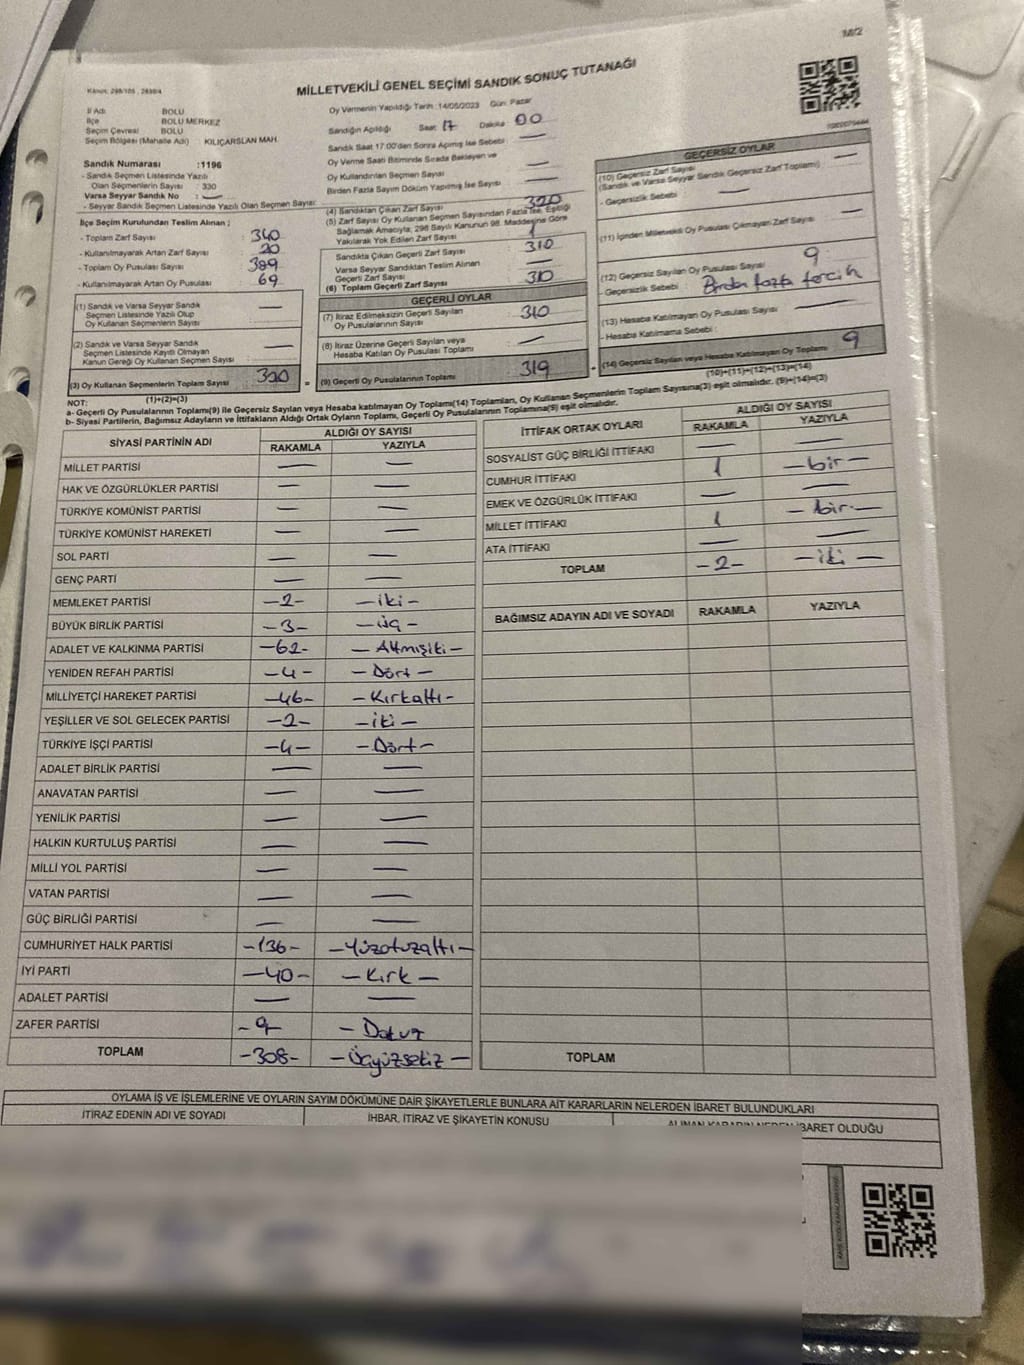 M/2
Kanun: 298/105, 2839/4
MİLLETVEKİLİ GENEL SEÇİMİ SANDIK SONUÇ TUTANAĞI
İl Adı BOLU
İlçe BOLU MERKEZ
Seçim Çevresi BOLU
Seçim Bölgesi (Mahalle Adı) KILIÇARSLAN MAH.
Sandık Numarası :1196
- Sandık Seçmen Listesinde Yazılı
Olan Seçmenlerin Sayısı : 330
Varsa Seyyar Sandık No : —
- Seyyar Sandık Seçmen Listesinde Yazılı Olan Seçmen Sayısı:
İlçe Seçim Kurulundan Teslim Alınan ;
- Toplam Zarf Sayısı : 340
- Kullanılmayarak Artan Zarf Sayısı : 20
- Toplam Oy Pusulası Sayısı : 389
- Kullanılmayarak Artan Oy Pusulası : 69
(1) Sandık ve Varsa Seyyar Sandık
Seçmen Listesinde Yazılı Olup
Oy Kullanan Seçmenlerin Sayısı —
(2) Sandık ve Varsa Seyyar Sandık
Seçmen Listesinde Kayıtlı Olmayan
Kanun Gereği Oy Kullanan Seçmen Sayısı —
(3) Oy Kullanan Seçmenlerin Toplam Sayısı 320
(1)+(2)=(3)
Oy Vermenin Yapıldığı Tarih :14/05/2023 Gün: Pazar
Sandığın Açılışı Saat: 17 Dakika: 00
Sandık Saat 17:00'den Sonra Açılmış İse Sebebi : —
Oy Verme Saati Bitiminde Sırada Bekleyen ve
Oy Kullandırılan Seçmen Sayısı —
Birden Fazla Sayım Döküm Yapılmış İse Sayısı —
(4) Sandıktan Çıkan Zarf Sayısı 320
(5) Zarf Sayısı Oy Kullanan Seçmen Sayısından Fazla İse, Eşitliği
Sağlamak Amacıyla, 298 Sayılı Kanunun 98. Maddesine Göre
Yakılarak Yok Edilen Zarf Sayısı
Sandıkta Çıkan Geçerli Zarf Sayısı : 310
Varsa Seyyar Sandıktan Teslim Alınan
Geçerli Zarf Sayısı : —
(6) Toplam Geçerli Zarf Sayısı 310
GEÇERLİ OYLAR
(7) İtiraz Edilmeksizin Geçerli Sayılan
Oy Pusulalarının Sayısı 310
(8) İtiraz Üzerine Geçerli Sayılan veya
Hesaba Katılan Oy Pusulası Toplamı —
= (9) Geçerli Oy Pusulalarının Toplamı 319
GEÇERSİZ OYLAR
(10) Geçersiz Zarf Sayısı
(Sandık ve Varsa Seyyar Sandık Geçersiz Zarf Toplamı) —
- Geçersizlik Sebebi : —
(11) İçinden Milletvekili Oy Pusulası Çıkmayan Zarf Sayısı —
(12) Geçersiz Sayılan Oy Pusulası Sayısı 9
- Geçersizlik Sebebi : Birden fazla tercih
(13) Hesaba Katılmayan Oy Pusulası Sayısı —
- Hesaba Katılmama Sebebi : —
(14) Geçersiz Sayılan veya Hesaba Katılmayan Oy Toplamı 9
(10)+(11)+(12)+(13)=(14)
NOT:
a- Geçerli Oy Pusulalarının Toplamı(9) ile Geçersiz Sayılan veya Hesaba katılmayan Oy Toplamı(14) Toplamları, Oy Kullanan Seçmenlerin Toplam Sayısına(3) eşit olmalıdır. (9)+(14)=(3)
b- Siyasi Partilerin, Bağımsız Adayların ve İttifakların Aldığı Ortak Oyların Toplamı, Geçerli Oy Pusulalarının Toplamına(9) eşit olmalıdır.
SİYASİ PARTİNİN ADI ALDIĞI OY SAYISI
RAKAMLA YAZIYLA
MİLLET PARTİSİ — —
HAK VE ÖZGÜRLÜKLER PARTİSİ — —
TÜRKİYE KOMÜNİST PARTİSİ — —
TÜRKİYE KOMÜNİST HAREKETİ — —
SOL PARTİ — —
GENÇ PARTİ — —
MEMLEKET PARTİSİ -2- -iki-
BÜYÜK BİRLİK PARTİSİ -3- -üç-
ADALET VE KALKINMA PARTİSİ -62- -Altmışiki-
YENİDEN REFAH PARTİSİ -4- -Dört-
MİLLİYETÇİ HAREKET PARTİSİ -46- -Kırkaltı-
YEŞİLLER VE SOL GELECEK PARTİSİ -2- -iki-
TÜRKİYE İŞÇİ PARTİSİ -4- -Dört-
ADALET BİRLİK PARTİSİ — —
ANAVATAN PARTİSİ — —
YENİLİK PARTİSİ — —
HALKIN KURTULUŞ PARTİSİ — —
MİLLİ YOL PARTİSİ — —
VATAN PARTİSİ — —
GÜÇ BİRLİĞİ PARTİSİ — —
CUMHURİYET HALK PARTİSİ -136- -Yüzotuzaltı-
İYİ PARTİ -40- -Kırk-
ADALET PARTİSİ — —
ZAFER PARTİSİ -9- -Dokuz
TOPLAM -308- -Üçyüzsekiz-
İTTİFAK ORTAK OYLARI ALDIĞI OY SAYISI
RAKAMLA YAZIYLA
SOSYALİST GÜÇ BİRLİĞİ İTTİFAKI — —
CUMHUR İTTİFAKI 1 -bir-
EMEK VE ÖZGÜRLÜK İTTİFAKI — —
MİLLET İTTİFAKI 1 -bir-
ATA İTTİFAKI — —
TOPLAM -2- -iki-
BAĞIMSIZ ADAYIN ADI VE SOYADI RAKAMLA YAZIYLA
TOPLAM
OYLAMA İŞ VE İŞLEMLERİNE VE OYLARIN SAYIM DÖKÜMÜNE DAİR ŞİKAYETLERLE BUNLARA AİT KARARLARIN NELERDEN İBARET BULUNDUKLARI
İTİRAZ EDENİN ADI VE SOYADI İHBAR, İTİRAZ VE ŞİKAYETİN KONUSU ALINAN KARARIN NEDEN İBARET OLDUĞU